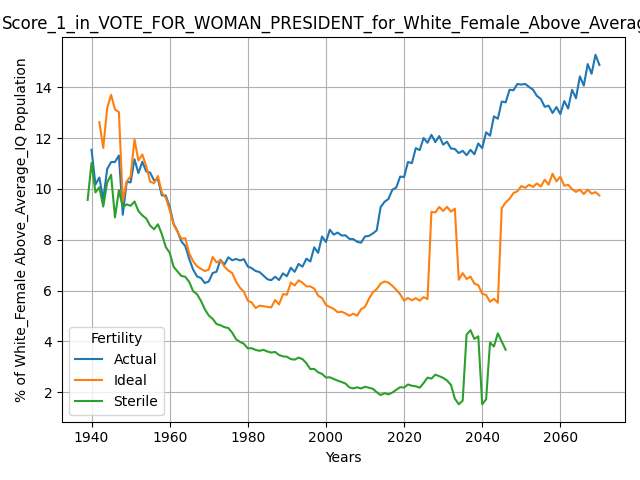 Score_1_in_VOTE_FOR_WOMAN_PRESIDENT_for_White_Female_Above_Averag
% of White_Female Above_Average_IQ Population
14
12
10
8
6
4
2
Fertility
Actual
Ideal
Sterile
1940 1960 1980 2000 2020 2040 2060
Years